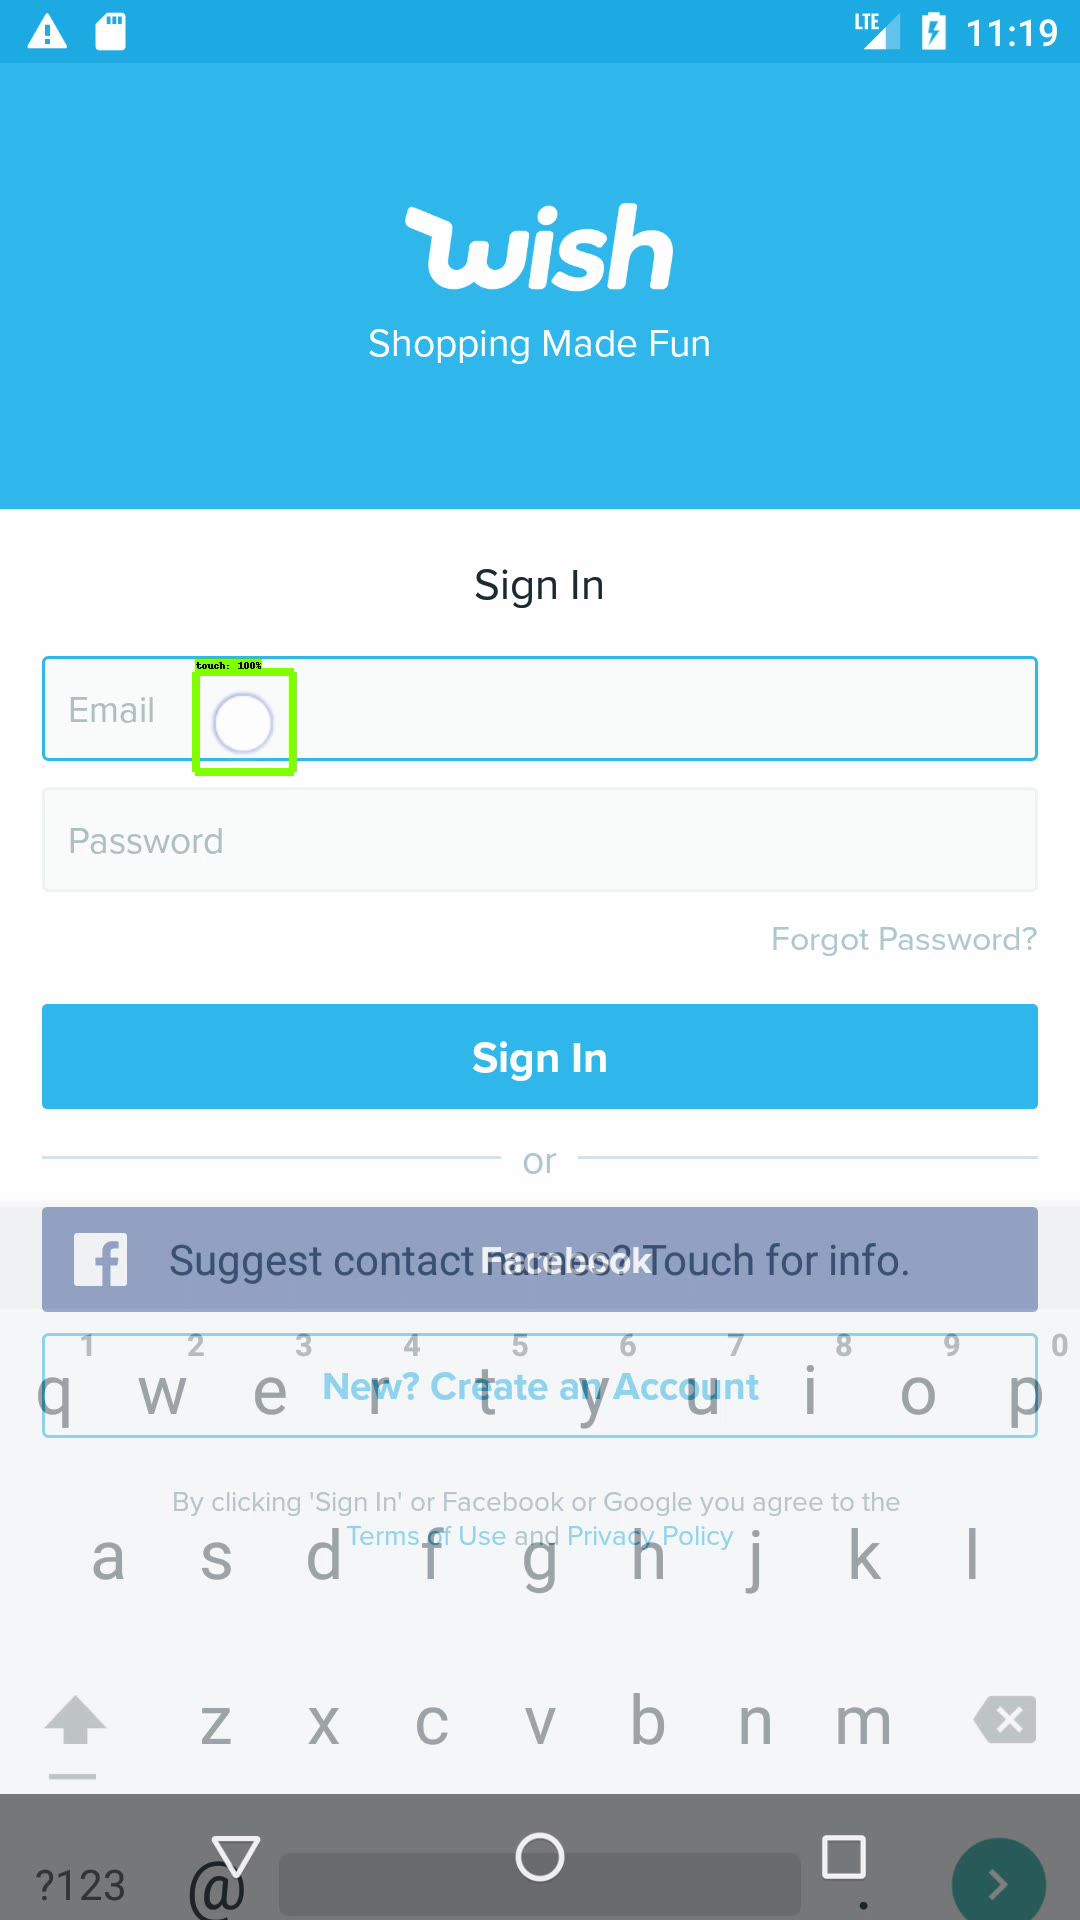 LTE 11:19
wish
Shopping Made Fun
Sign In
touch: 100%
Email
Password
Forgot Password?
Sign In
or
Suggest contact names? Touch for info.
Facebook
1 2 3 4 5 6 7 8 9 0
q w e r t y u i o p
New? Create an Account
By clicking 'Sign In' or Facebook or Google you agree to the
Terms of Use and Privacy Policy
a s d f g h j k l
z x c v b n m
?123 @ .